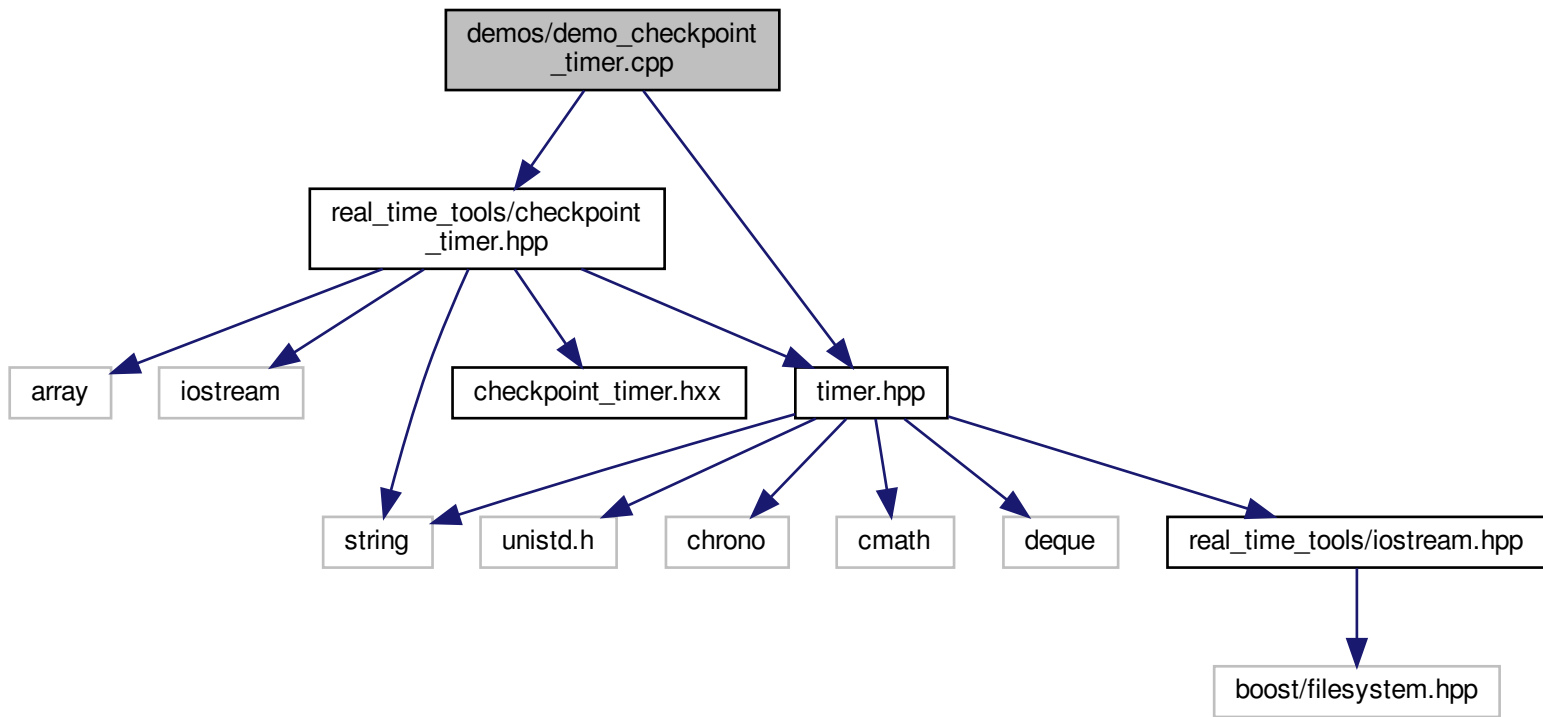 demos/demo_checkpoint
_timer.cpp
real_time_tools/checkpoint
_timer.hpp
array
iostream
checkpoint_timer.hxx
timer.hpp
string
unistd.h
chrono
cmath
deque
real_time_tools/iostream.hpp
boost/filesystem.hpp